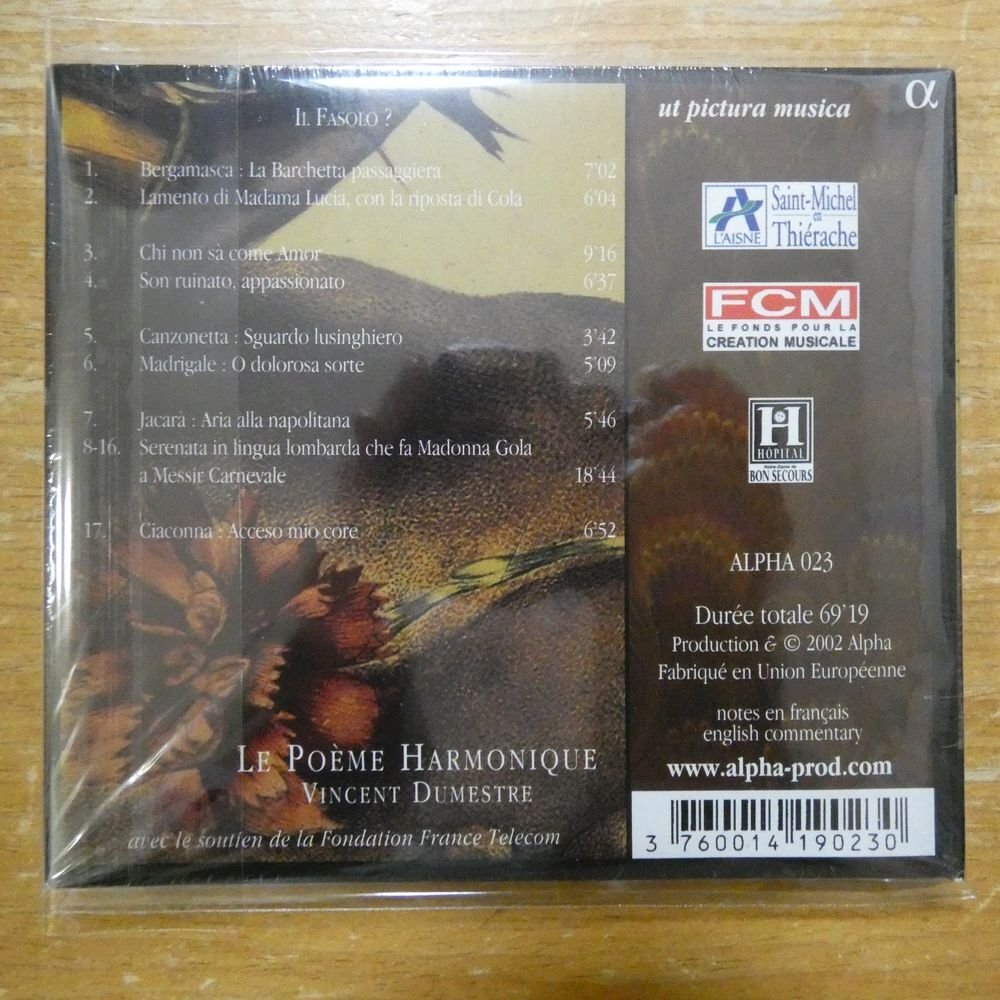 IL FASOLO ?
1. Bergamasca : La Barchetta passaggiera 7'02
2. Lamento di Madama Lucia, con la riposta di Cola 6'04
3. Chi non sà come Amor 9'16
4. Son ruinato, appassionato 6'37
5. Canzonetta : Sguardo lusinghiero 3'42
6. Madrigale : O dolorosa sorte 5'09
7. Jacarà : Aria alla napolitana 5'46
8-16. Serenata in lingua lombarda che fa Madonna Gola
a Messir Carnevale 18'44
17. Ciaconna : Acceso mio core 6'52
LE POÈME HARMONIQUE
VINCENT DUMESTRE
avec le soutien de la Fondation France Telecom
ut pictura musica
α
L'AISNE
Saint-Michel
en
Thiérache
FCM
LE FONDS POUR LA
CREATION MUSICALE
H
HÔPITAL
Notre-Dame de
BON SECOURS
ALPHA 023
Durée totale 69'19
Production & © 2002 Alpha
Fabriqué en Union Européenne
notes en français
english commentary
www.alpha-prod.com
3 760014 190230